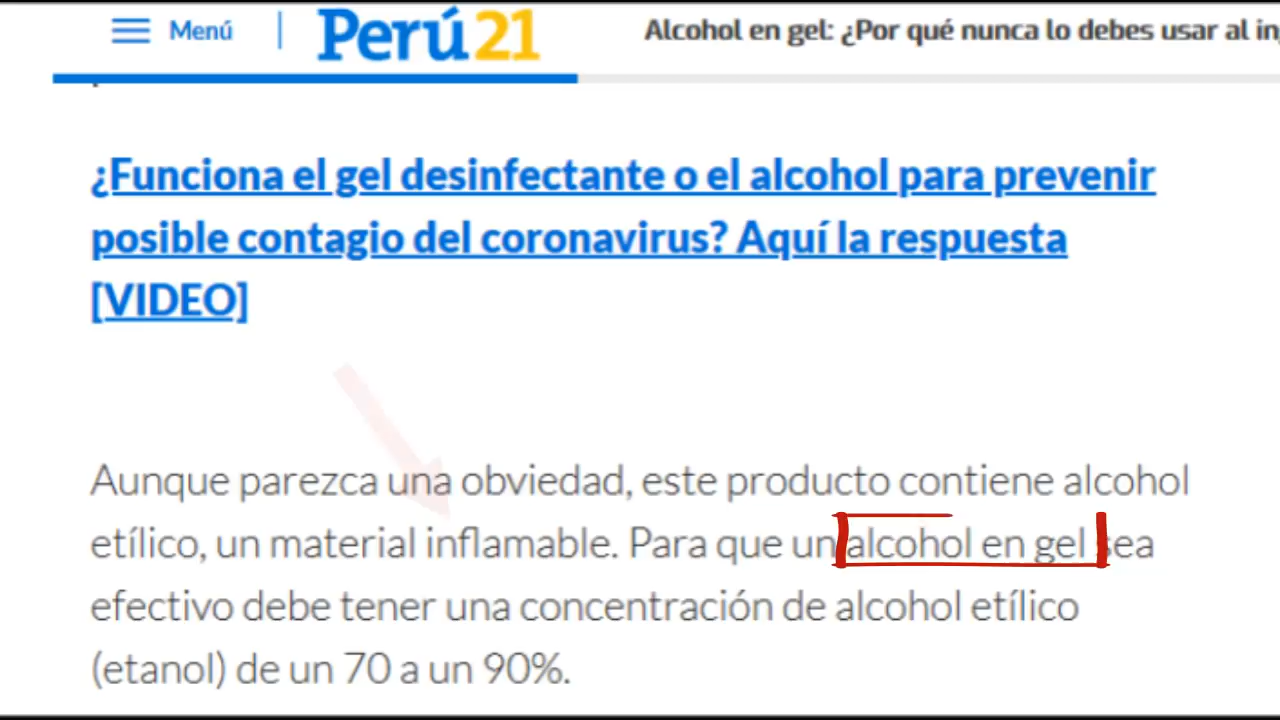 Menú
Perú21
Alcohol en gel: ¿Por qué nunca lo debes usar al
¿Funciona el gel desinfectante o el alcohol para prevenir
posible contagio del coronavirus? Aquí la respuesta
[VIDEO]
Aunque parezca una obviedad, este producto contiene alcohol
etílico, un material inflamable. Para que un alcohol en gel sea
efectivo debe tener una concentración de alcohol etílico
(etanol) de un 70 a un 90%.